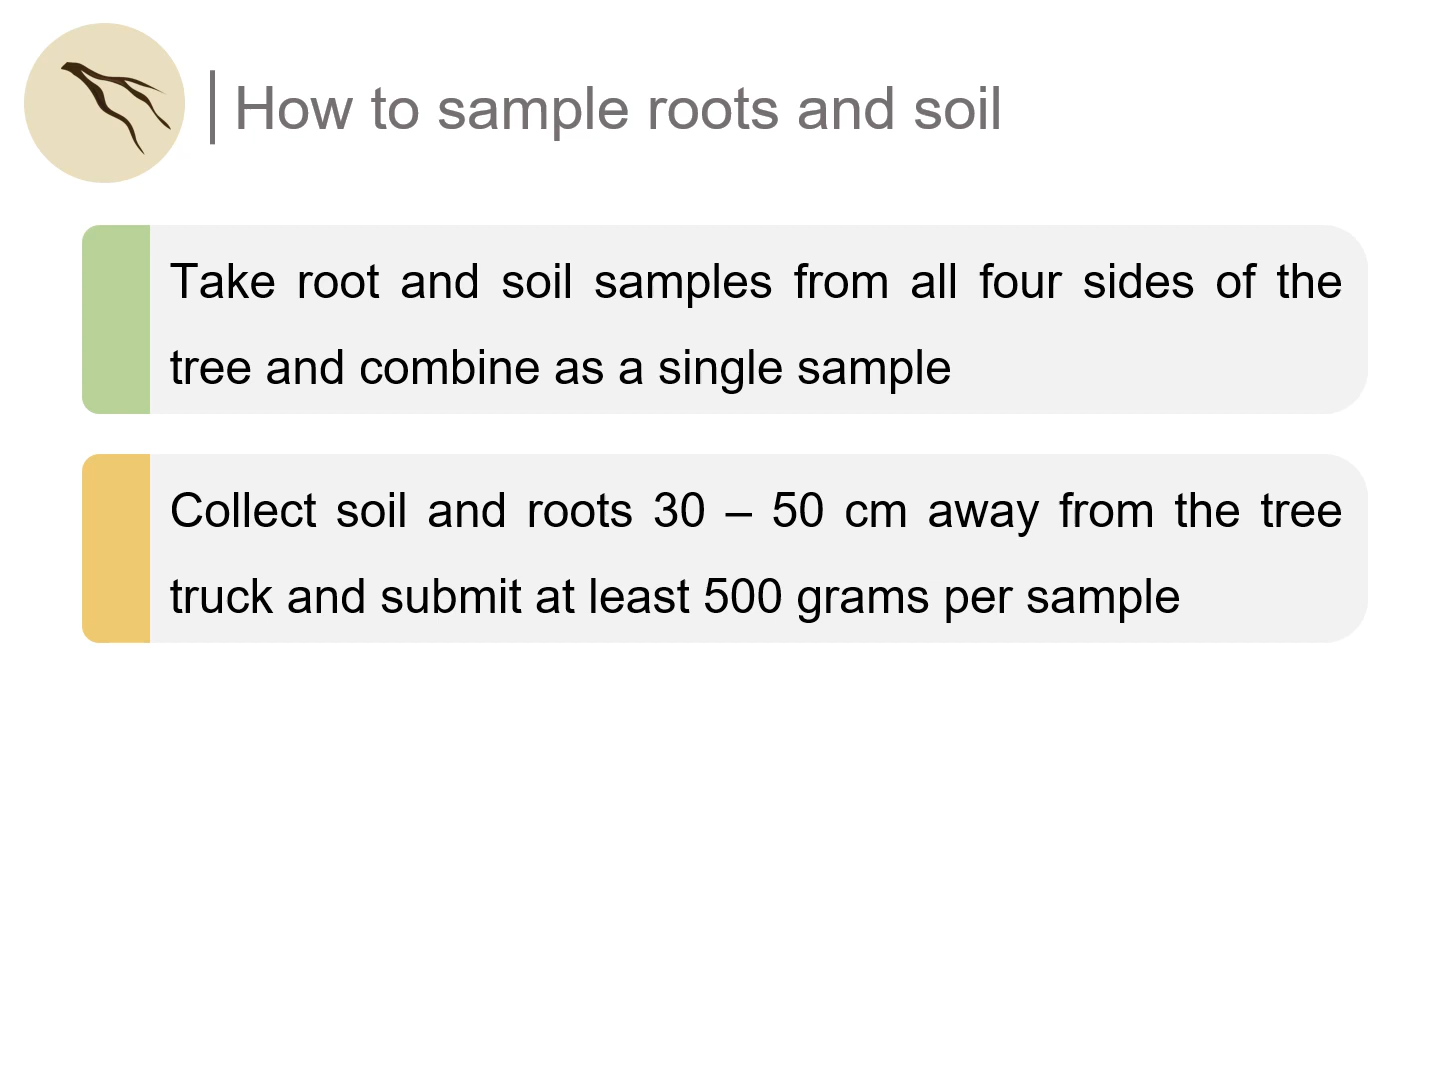 How to sample roots and soil
Take root and soil samples from all four sides of the
tree and combine as a single sample
Collect soil and roots 30 – 50 cm away from the tree
truck and submit at least 500 grams per sample